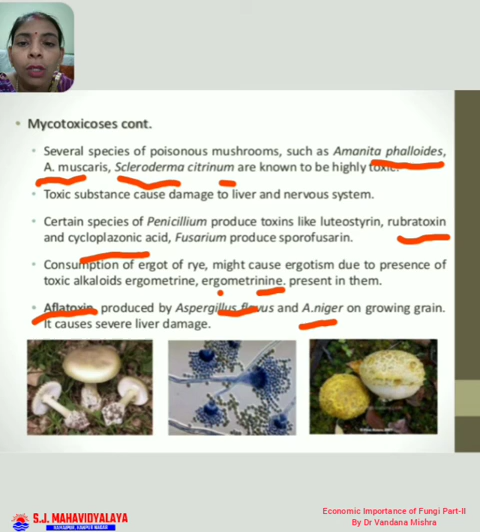 Mycotoxicoses cont.
Several species of poisonous mushrooms, such as Amanita phalloides,
A. muscaris, Scleroderma citrinum are known to be highly toxic.
Toxic substance cause damage to liver and nervous system.
Certain species of Penicillium produce toxins like luteostyrin, rubratoxin
and cycloplazonic acid, Fusarium produce sporofusarin.
Consumption of ergot of rye, might cause ergotism due to presence of
toxic alkaloids ergometrine, ergometrinine. present in them.
Aflatoxin, produced by Aspergillus flavus and A.niger on growing grain.
It causes severe liver damage.
S.J. MAHAVIDYALAYA
Economic Importance of Fungi Part-II
By Dr Vandana Mishra